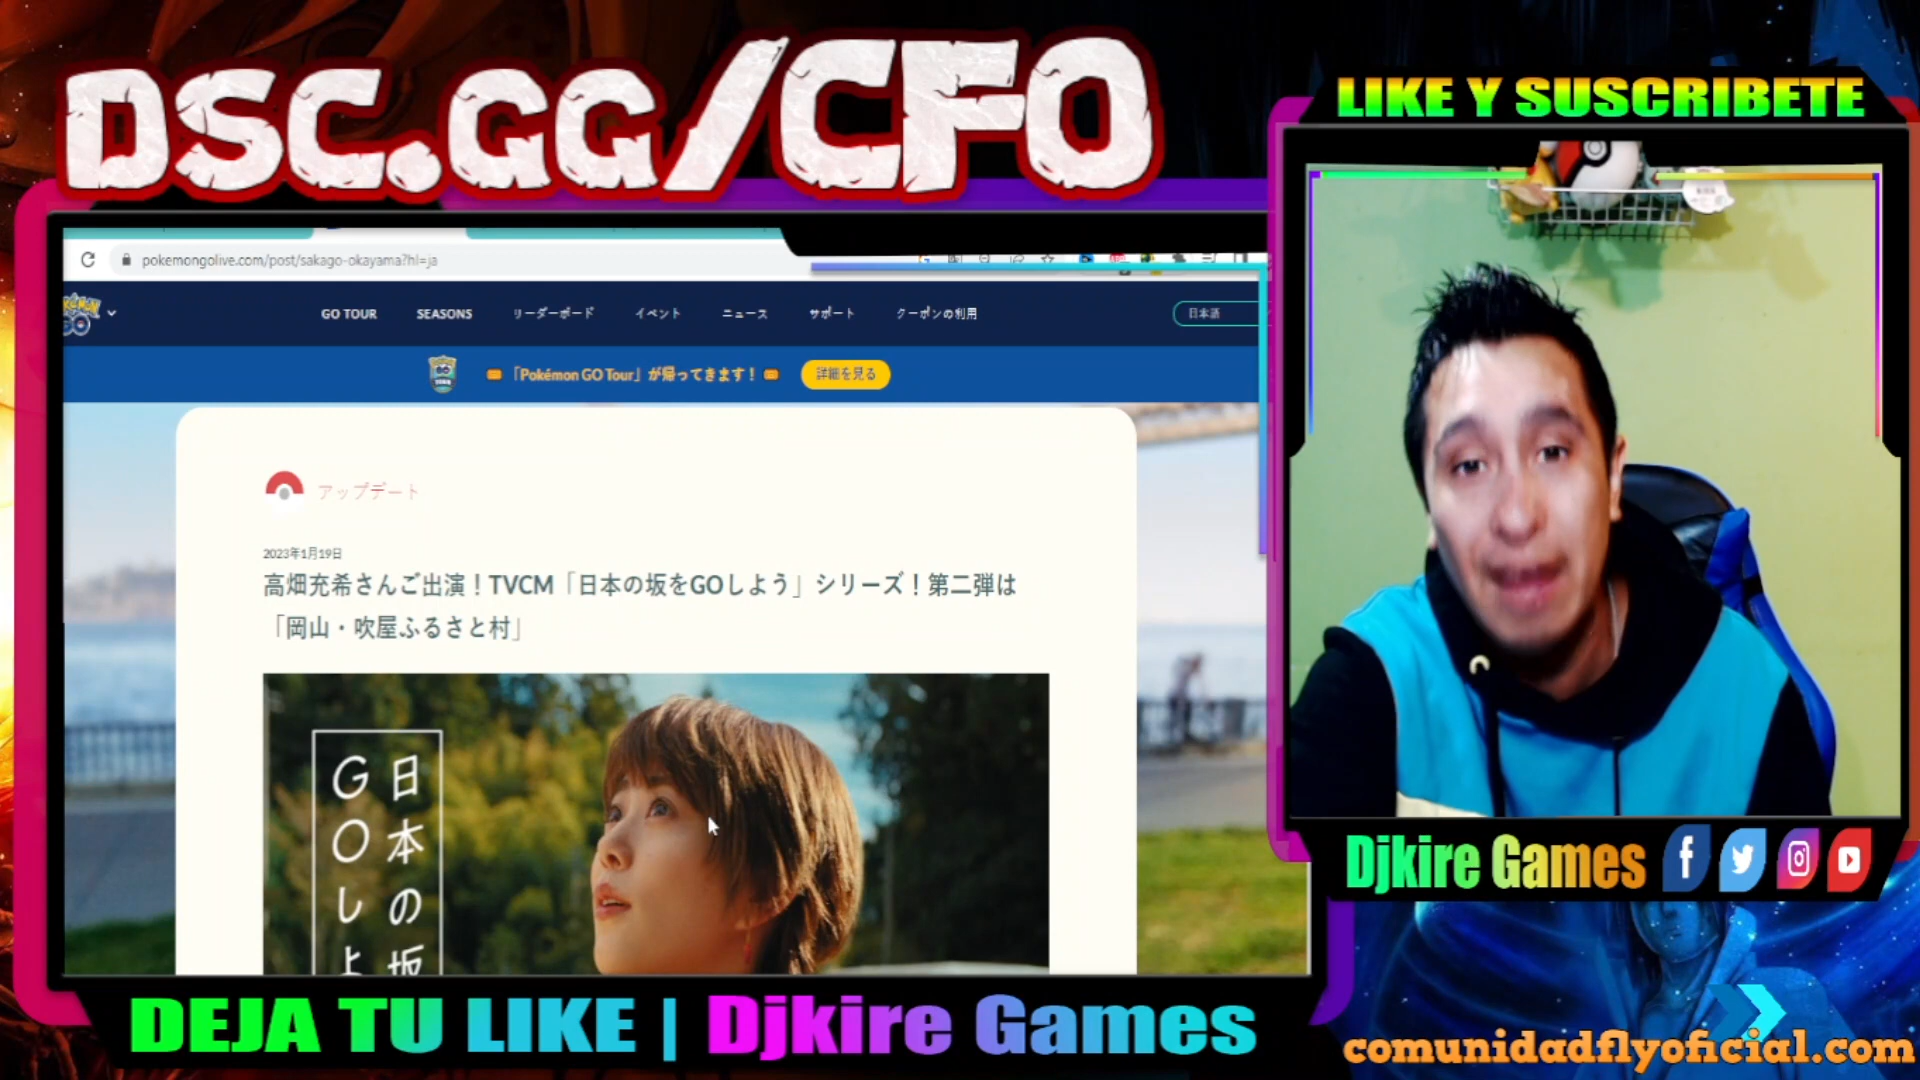 DSC.GG/CFO
LIKE Y SUSCRIBETE
pokemongolive.com/post/sakago-okayama?hl=ja
GO TOUR SEASONS リーダーボード イベント ニュース サポート クーポンの利用 日本語
「Pokémon GO Tour」が帰ってきます！ 詳細を見る
アップデート
2023年1月19日
高畑充希さんご出演！TVCM「日本の坂をGOしよう」シリーズ！第二弾は
「岡山・吹屋ふるさと村」
日本の坂
GOしよ
Djkire Games
DEJA TU LIKE | Djkire Games
comunidadflyoficial.com